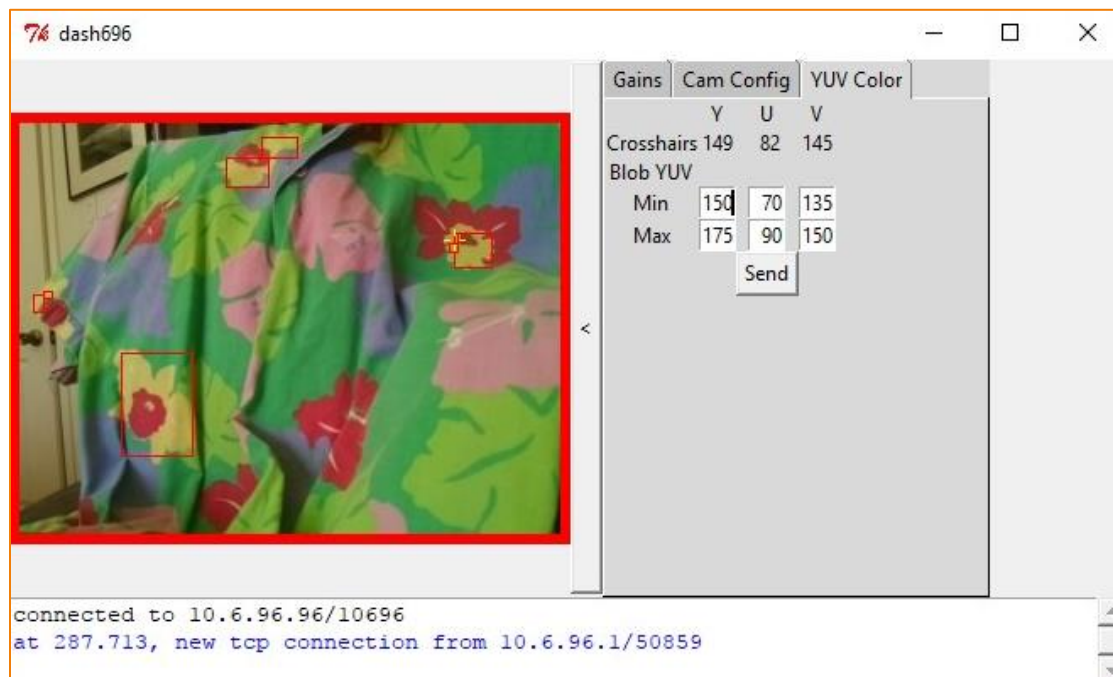 dash696
Gains Cam Config YUV Color
Y U V
Crosshairs 149 82 145
Blob YUV
Min 150 70 135
Max 175 90 150
Send
<
connected to 10.6.96.96/10696
at 287.713, new tcp connection from 10.6.96.1/50859